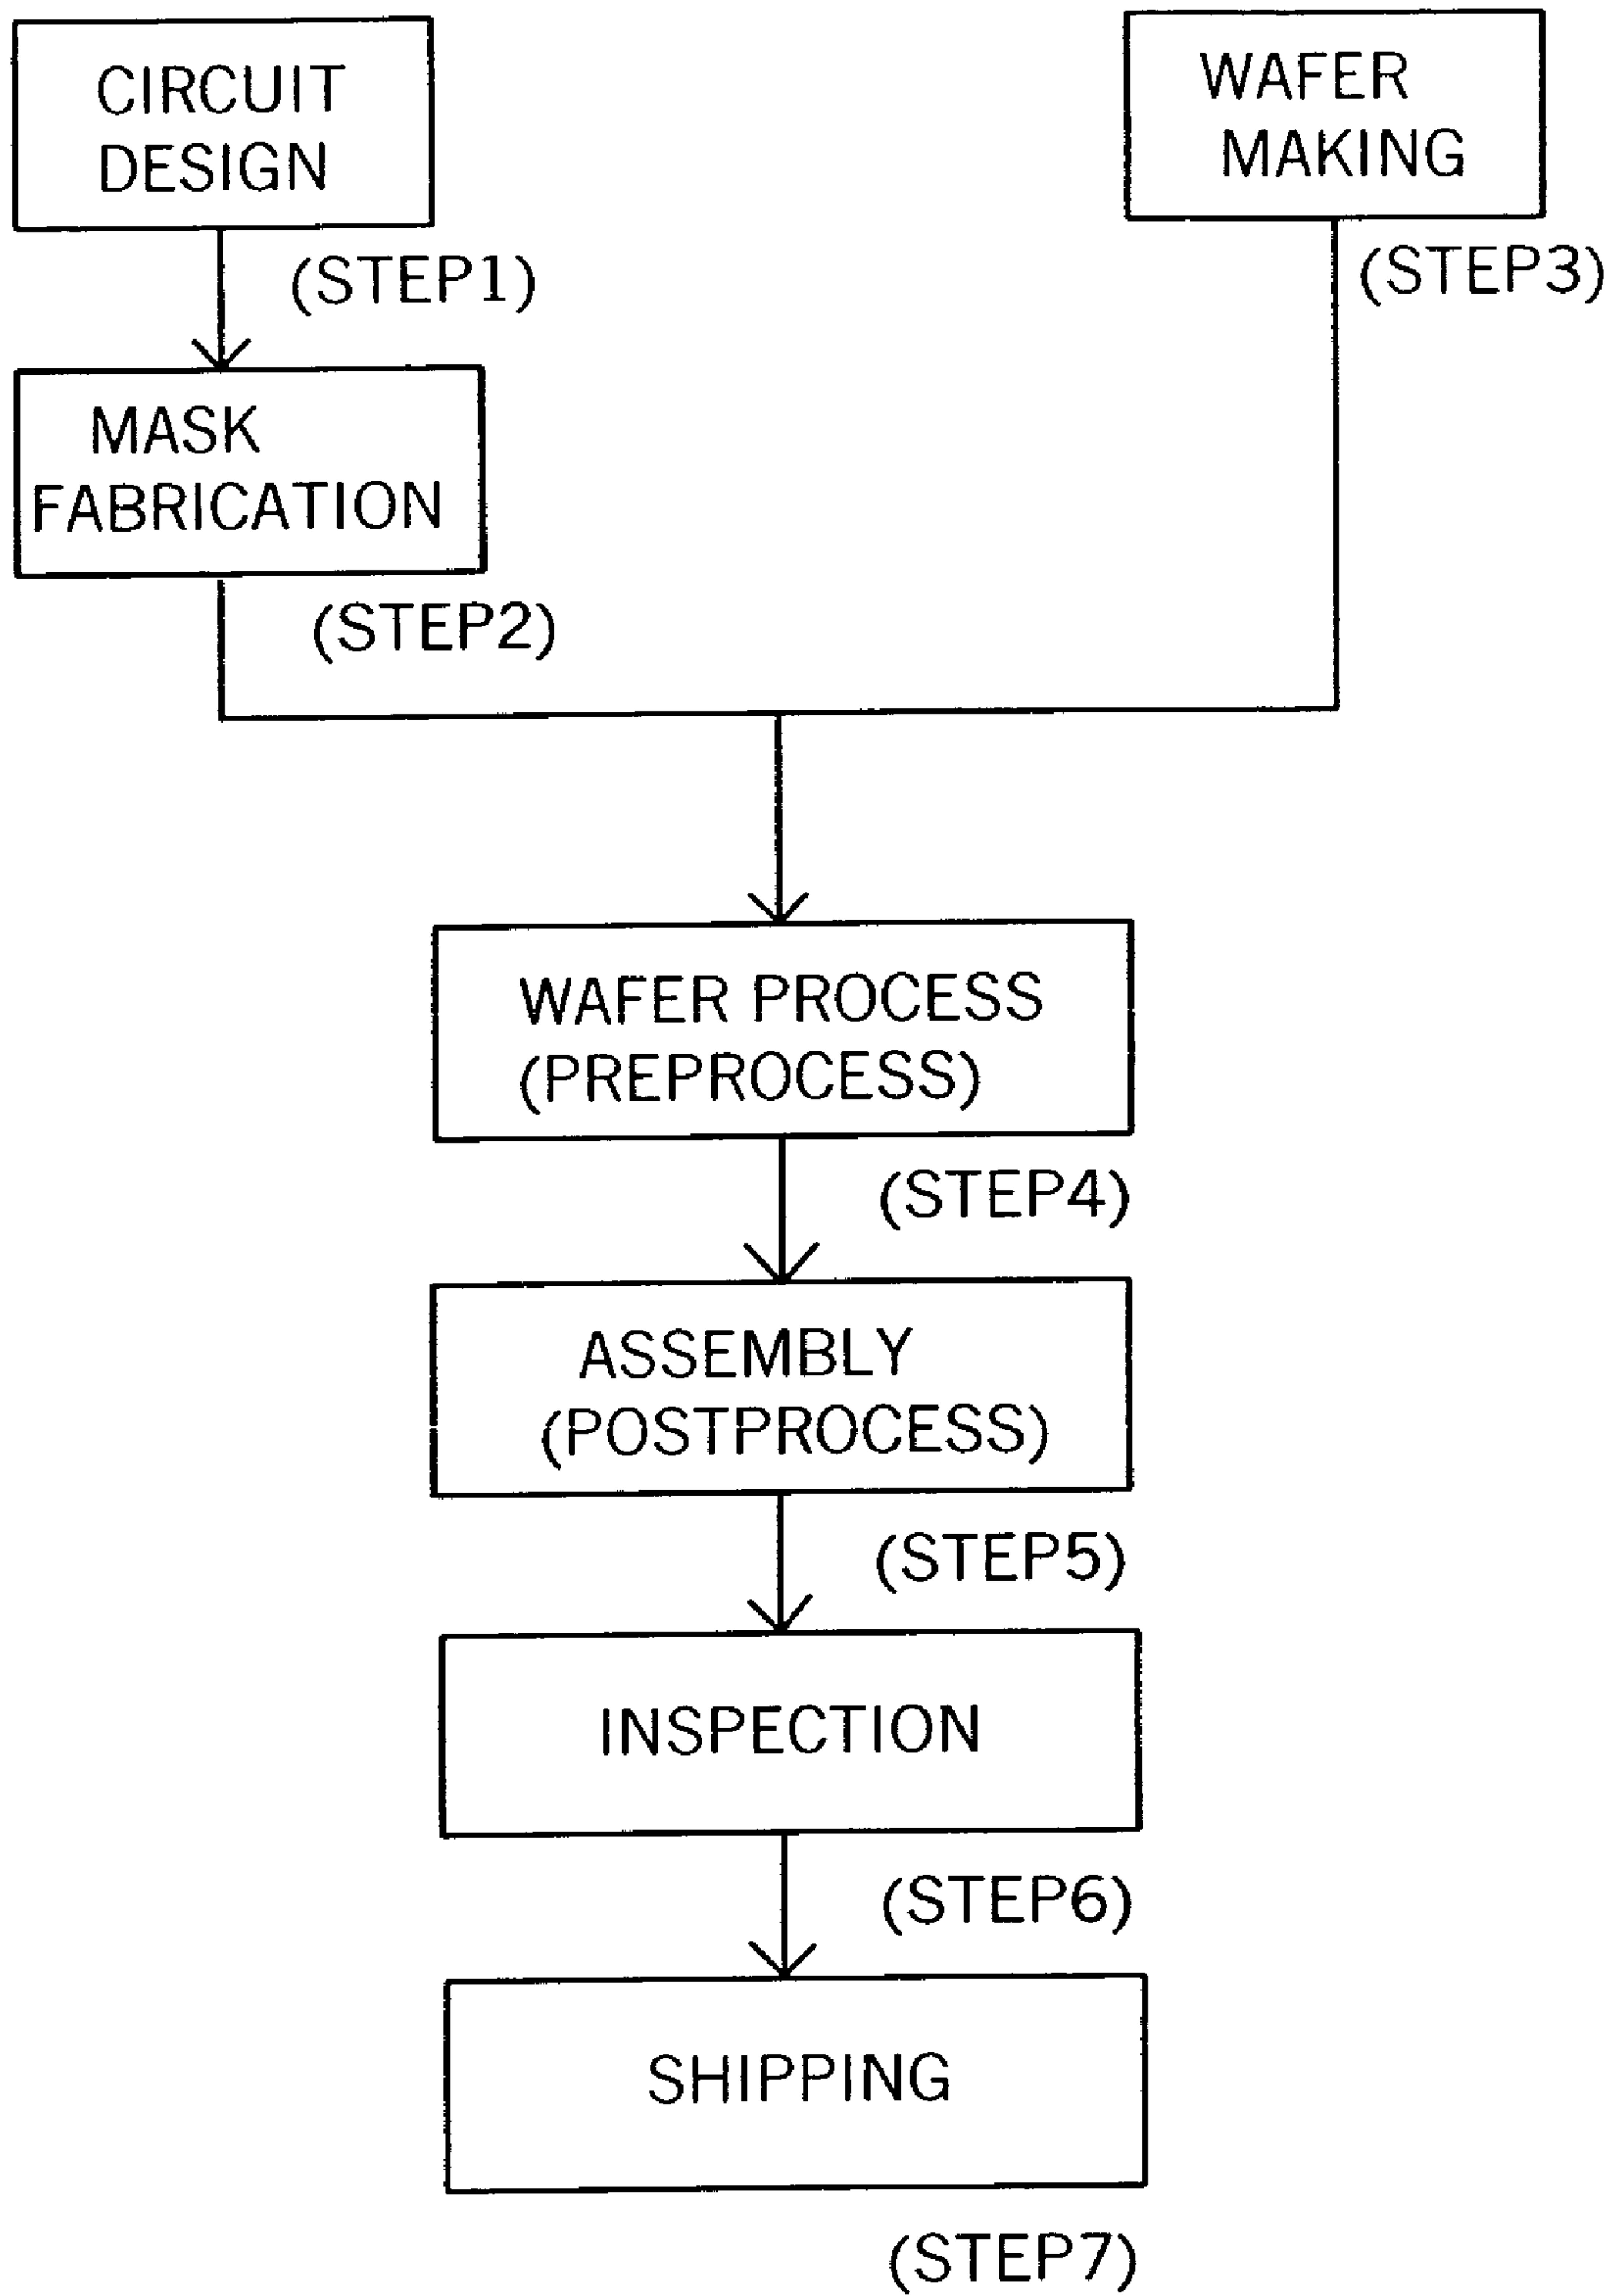 CIRCUIT
DESIGN
(STEP1)
MASK
FABRICATION
(STEP2)
WAFER
MAKING
(STEP3)
WAFER PROCESS
(PREPROCESS)
(STEP4)
ASSEMBLY
(POSTPROCESS)
(STEP5)
INSPECTION
(STEP6)
SHIPPING
(STEP7)